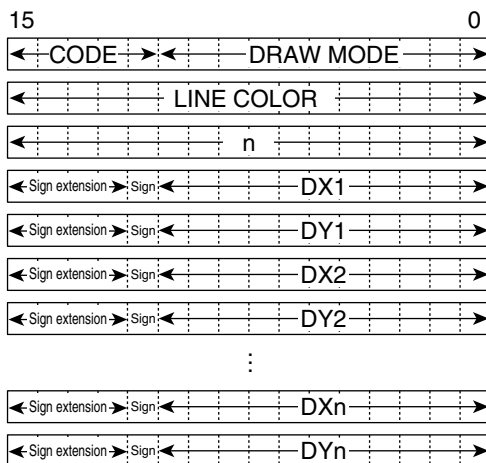 15 0
CODE DRAW MODE
LINE COLOR
n
Sign extension Sign DX1
Sign extension Sign DY1
Sign extension Sign DX2
Sign extension Sign DY2
⋮
Sign extension Sign DXn
Sign extension Sign DYn